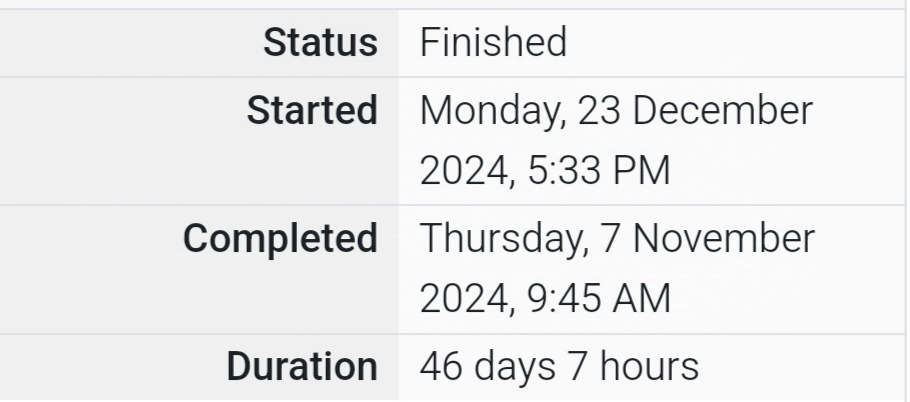 Status Finished
Started Monday, 23 December
2024, 5:33 PM
Completed Thursday, 7 November
2024, 9:45 AM
Duration 46 days 7 hours